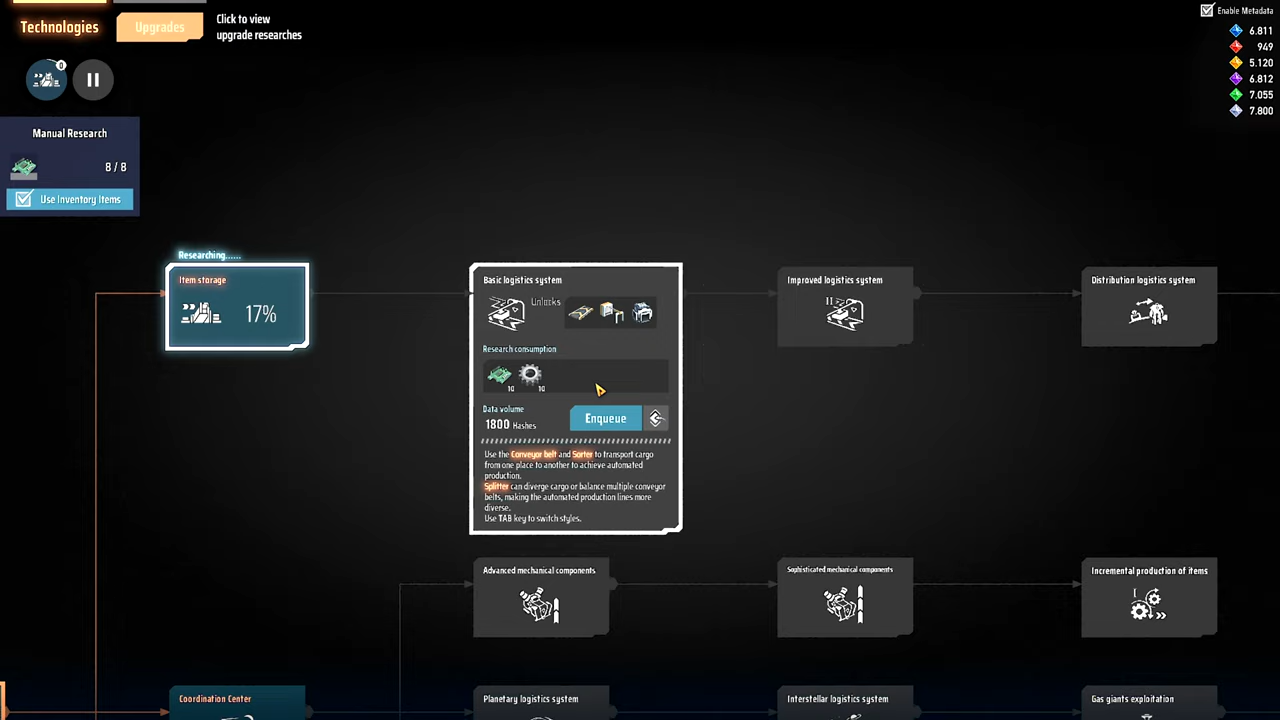 Technologies
Upgrades
Click to view
upgrade researches
Enable Metadata
6.811
949
5.120
6.812
7.055
7.800
0
Manual Research
8 / 8
Use Inventory Items
Researching......
Item storage
17%
Basic logistics system
Unlocks
Research consumption
10
10
Data volume
1800 Hashes
Enqueue
Use the Conveyor belt and Sorter to transport cargo
from one place to another to achieve automated
production.
Splitter can diverge cargo or balance multiple conveyor
belts, making the automated production lines more
diverse.
Use TAB key to switch styles.
Improved logistics system
II
Distribution logistics system
Advanced mechanical components
Sophisticated mechanical components
Incremental production of items
I
Coordination Center
Planetary logistics system
Interstellar logistics system
Gas giants exploitation